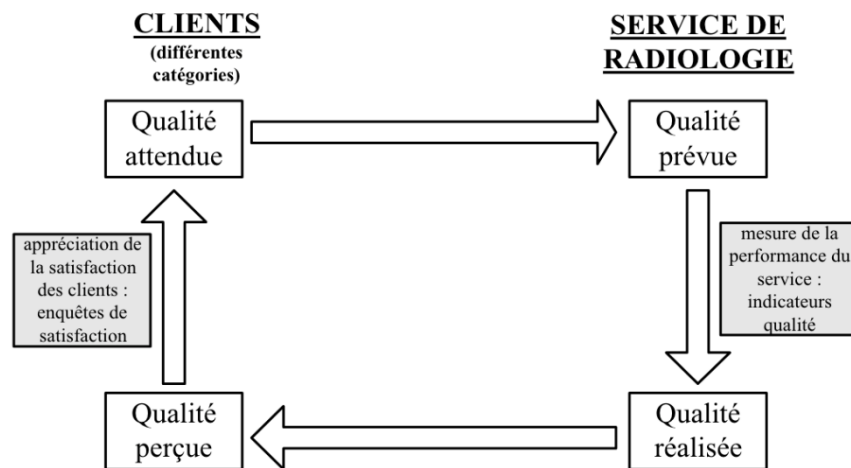 CLIENTS
(différentes
catégories)
SERVICE DE
RADIOLOGIE
Qualité
attendue
Qualité
prévue
appréciation de
la satisfaction
des clients :
enquêtes de
satisfaction
mesure de la
performance du
service :
indicateurs
qualité
Qualité
perçue
Qualité
réalisée